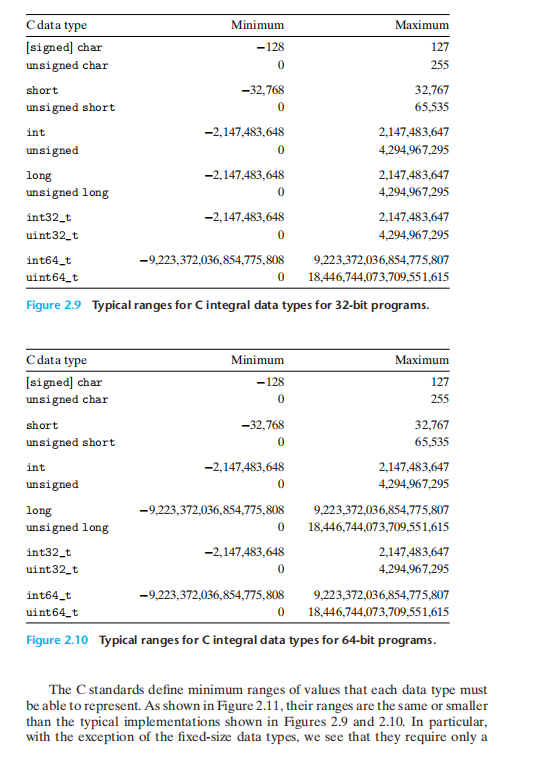 C data type Minimum Maximum
[signed] char −128 127
unsigned char 0 255
short −32,768 32,767
unsigned short 0 65,535
int −2,147,483,648 2,147,483,647
unsigned 0 4,294,967,295
long −2,147,483,648 2,147,483,647
unsigned long 0 4,294,967,295
int32_t −2,147,483,648 2,147,483,647
uint32_t 0 4,294,967,295
int64_t −9,223,372,036,854,775,808 9,223,372,036,854,775,807
uint64_t 0 18,446,744,073,709,551,615
Figure 2.9 Typical ranges for C integral data types for 32-bit programs.
C data type Minimum Maximum
[signed] char −128 127
unsigned char 0 255
short −32,768 32,767
unsigned short 0 65,535
int −2,147,483,648 2,147,483,647
unsigned 0 4,294,967,295
long −9,223,372,036,854,775,808 9,223,372,036,854,775,807
unsigned long 0 18,446,744,073,709,551,615
int32_t −2,147,483,648 2,147,483,647
uint32_t 0 4,294,967,295
int64_t −9,223,372,036,854,775,808 9,223,372,036,854,775,807
uint64_t 0 18,446,744,073,709,551,615
Figure 2.10 Typical ranges for C integral data types for 64-bit programs.
The C standards define minimum ranges of values that each data type must
be able to represent. As shown in Figure 2.11, their ranges are the same or smaller
than the typical implementations shown in Figures 2.9 and 2.10. In particular,
with the exception of the fixed-size data types, we see that they require only a